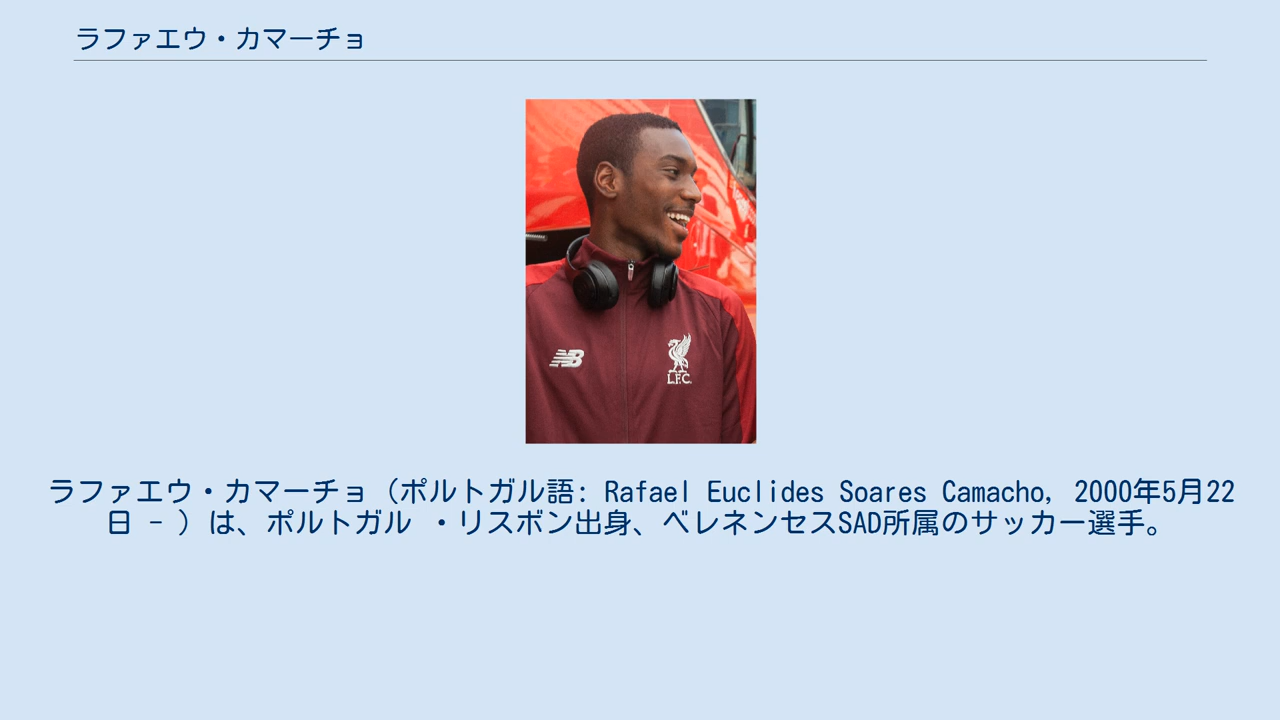 ラファエウ・カマーチョ
NB
L.F.C.
ラファエウ・カマーチョ（ポルトガル語: Rafael Euclides Soares Camacho, 2000年5月22
日 - ）は、ポルトガル ・リスボン出身、ベレネンセスSAD所属のサッカー選手。